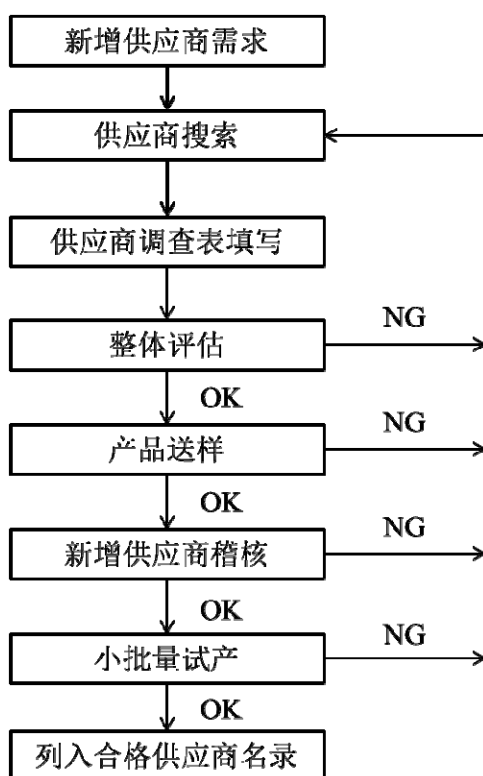 新增供应商需求
供应商搜索
供应商调查表填写
整体评估
NG
OK
产品送样
NG
OK
新增供应商稽核
NG
OK
小批量试产
NG
OK
列入合格供应商名录